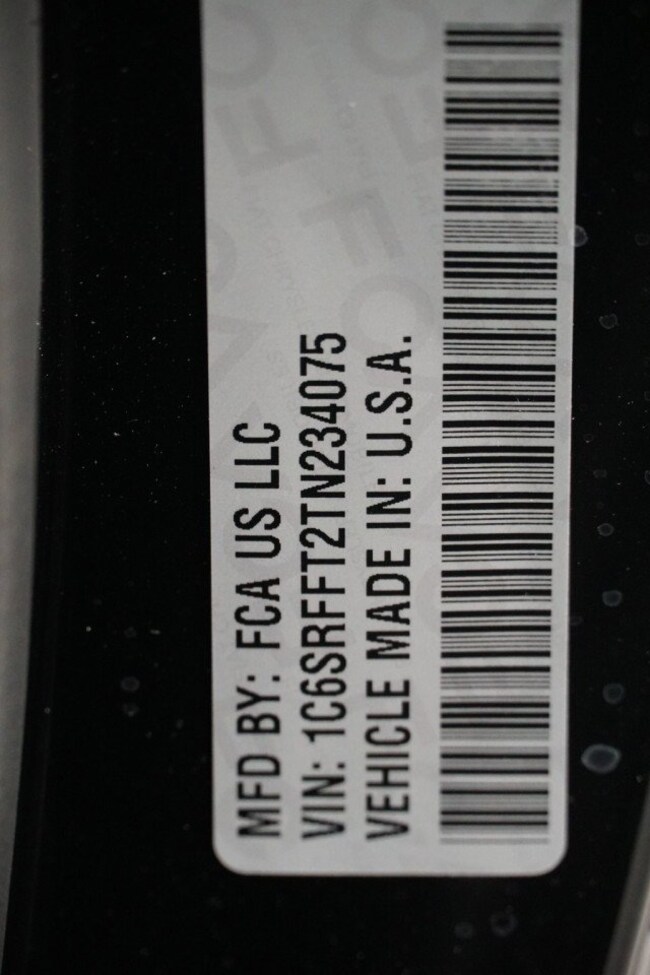 MFD BY: FCA US LLC
VIN: 1C6SRFFT2TN234075
VEHICLE MADE IN: U.S.A.